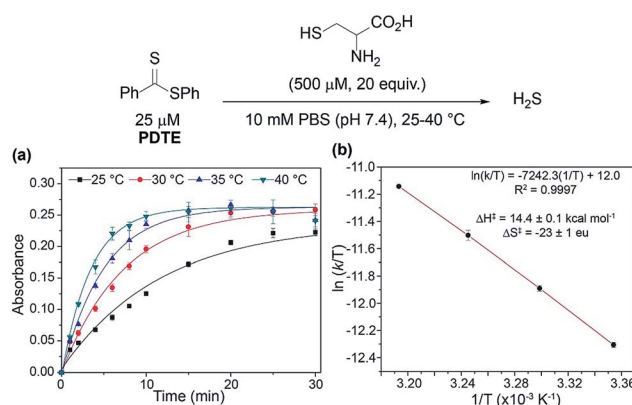 S
Ph SPh
25 μM
PDTE
HS CO₂H
NH₂
(500 μM, 20 equiv.)
10 mM PBS (pH 7.4), 25-40 °C
H₂S
(a)
25 °C 30 °C 35 °C 40 °C
0.30
0.25
0.20
0.15
0.10
0.05
0.00
Absorbance
0 5 10 15 20 25 30
Time (min)
(b)
ln(k/T) = -7242.3(1/T) + 12.0
R² = 0.9997
ΔH‡ = 14.4 ± 0.1 kcal mol⁻¹
ΔS‡ = -23 ± 1 eu
-11.0
-11.2
-11.4
-11.6
-11.8
-12.0
-12.2
-12.4
ln (k/T)
3.20 3.24 3.28 3.32 3.36
1/T (x10⁻³ K⁻¹)